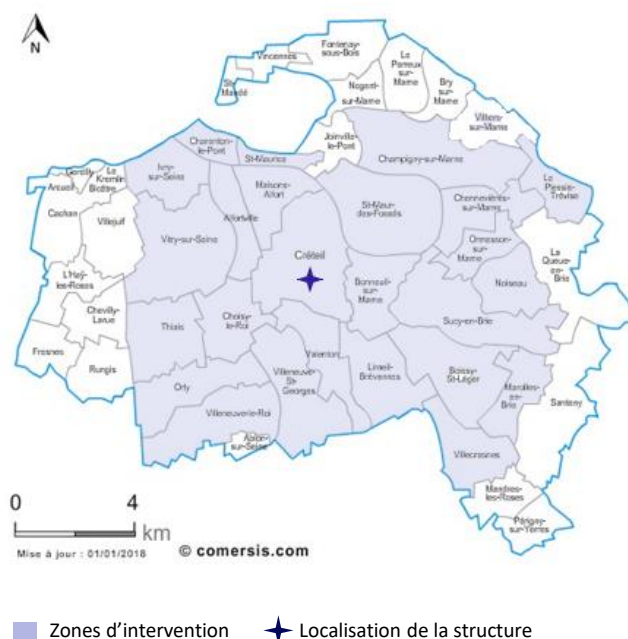 N
Fontenay-
sous-Bois
Vincennes
St-
Mandé
Le
Perreux
sur-
Marne
Nogent-
sur-Marne
Bry
sur-
Marne
Villiers-
sur-Marne
Joinville-
le-Pont
Charenton-
le-Pont
St-Maurice
Champigny-sur-Marne
Le
Plessis-
Trévise
Gentilly
Le
Kremlin
Bicêtre
Arcueil
Ivry-
sur-Seine
Maisons-
Alfort
Cachan
Villejuif
Alfortville
St-Maur-
des-Fossés
Chennevières-
sur-Marne
Vitry-sur-Seine
Ormesson-
sur-
Marne
La
Queue-
en-Brie
Créteil
L'Haÿ-
les-Roses
Bonneuil-
sur-
Marne
Noiseau
Chevilly-
Larue
Thiais
Choisy-
le-Roi
Sucy-en-Brie
Fresnes
Rungis
Valenton
Villeneuve-
St-
Georges
Limeil-
Brévannes
Boissy-
St-Léger
Marolles-
en-
Brie
Santeny
Orly
Villeneuve-le-Roi
Ablon-
sur-Seine
Villecresnes
Mandres-
les-Roses
Périgny-
sur-Yerres
0 4
km
Mise à jour : 01/01/2018 © comersis.com
Zones d'intervention Localisation de la structure